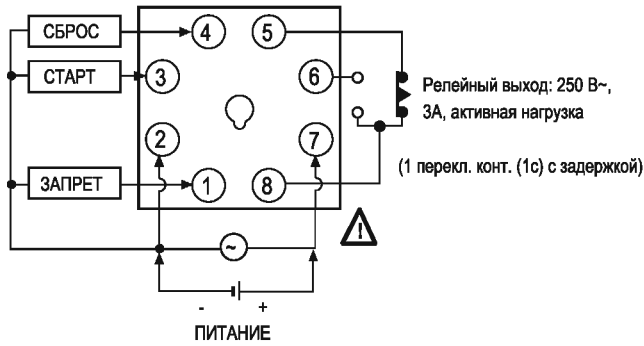 СБРОС
4
5
СТАРТ
3
6
Релейный выход: 250 В~,
3А, активная нагрузка
2
7
(1 перекл. конт. (1с) с задержкой)
ЗАПРЕТ
1
8
!
~
- +
ПИТАНИЕ